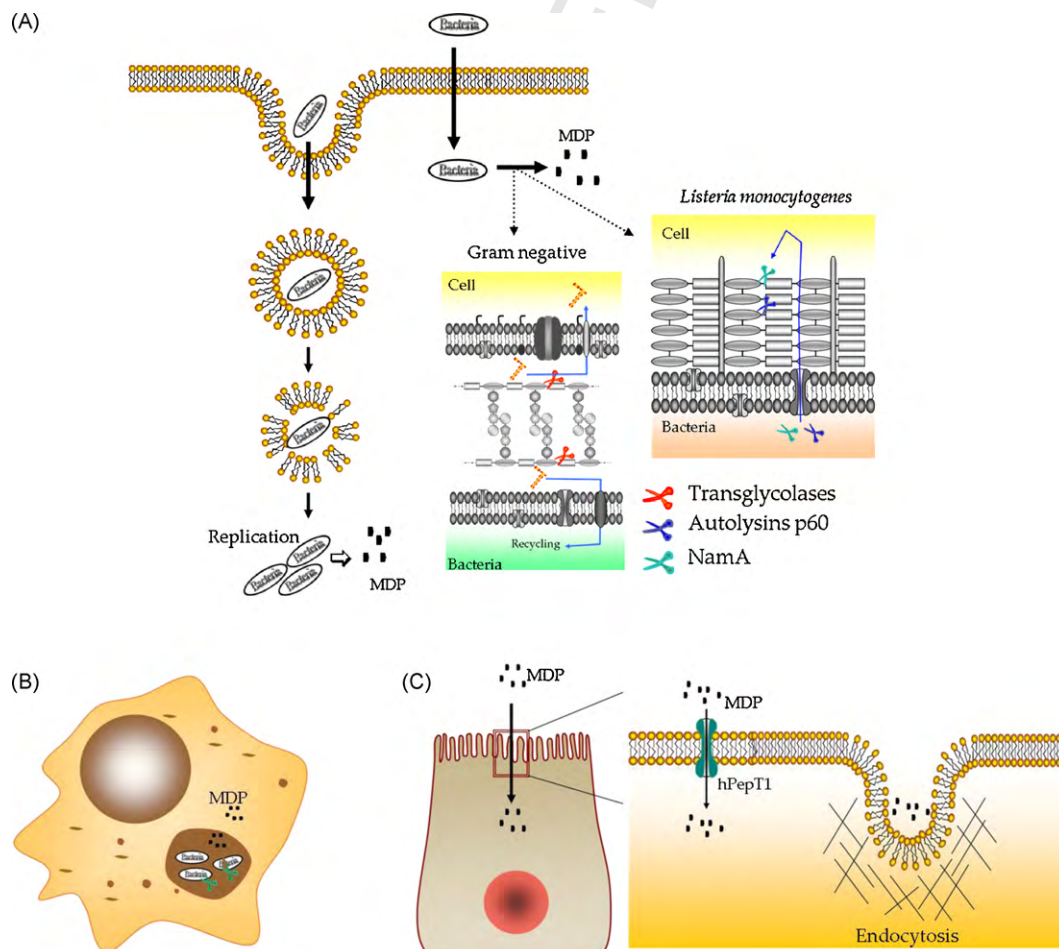 (A)
Bacteria
Bacteria
Bacteria
MDP
Bacteria
Bacteria
Replication
Bacteria
Bacteria
Bacteria
MDP
Gram negative
Cell
Recycling
Bacteria
Listeria monocytogenes
Cell
Bacteria
Transglycolases
Autolysins p60
NamA
(B)
MDP
Bacteria
Bacteria
Bacteria
(C)
MDP
MDP
hPepT1
Endocytosis